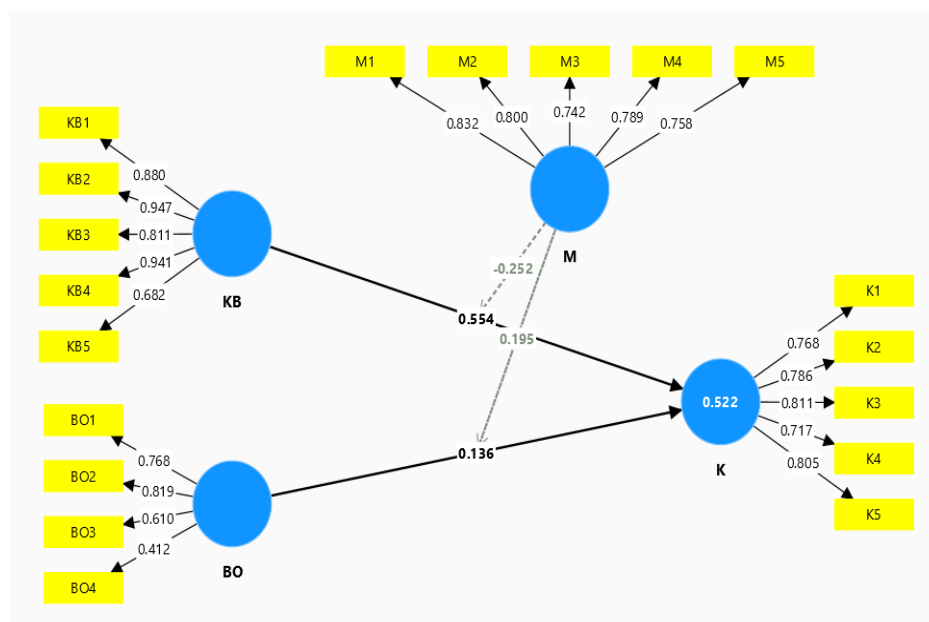 M1
M2
M3
M4
M5
0.832
0.800
0.742
0.789
0.758
M
KB1
KB2
KB3
KB4
KB5
0.880
0.947
0.811
0.941
0.682
KB
-0.252
0.554
0.195
0.136
BO1
BO2
BO3
BO4
0.768
0.819
0.610
0.412
BO
0.522
K
0.768
0.786
0.811
0.717
0.805
K1
K2
K3
K4
K5